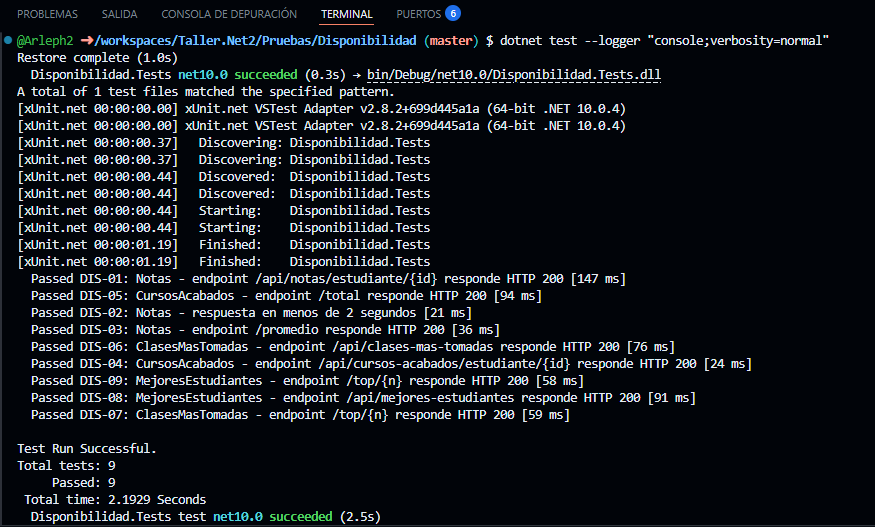 PROBLEMAS SALIDA CONSOLA DE DEPURACIÓN TERMINAL PUERTOS 6
@Arleph2 ➜/workspaces/Taller.Net2/Pruebas/Disponibilidad (master) $ dotnet test --logger "console;verbosity=normal"
Restore complete (1.0s)
  Disponibilidad.Tests net10.0 succeeded (0.3s) → bin/Debug/net10.0/Disponibilidad.Tests.dll
A total of 1 test files matched the specified pattern.
[xUnit.net 00:00:00.00] xUnit.net VSTest Adapter v2.8.2+699d445a1a (64-bit .NET 10.0.4)
[xUnit.net 00:00:00.00] xUnit.net VSTest Adapter v2.8.2+699d445a1a (64-bit .NET 10.0.4)
[xUnit.net 00:00:00.37]   Discovering: Disponibilidad.Tests
[xUnit.net 00:00:00.37]   Discovering: Disponibilidad.Tests
[xUnit.net 00:00:00.44]   Discovered:  Disponibilidad.Tests
[xUnit.net 00:00:00.44]   Discovered:  Disponibilidad.Tests
[xUnit.net 00:00:00.44]   Starting:    Disponibilidad.Tests
[xUnit.net 00:00:00.44]   Starting:    Disponibilidad.Tests
[xUnit.net 00:00:01.19]   Finished:    Disponibilidad.Tests
[xUnit.net 00:00:01.19]   Finished:    Disponibilidad.Tests
  Passed DIS-01: Notas - endpoint /api/notas/estudiante/{id} responde HTTP 200 [147 ms]
  Passed DIS-05: CursosAcabados - endpoint /total responde HTTP 200 [94 ms]
  Passed DIS-02: Notas - respuesta en menos de 2 segundos [21 ms]
  Passed DIS-03: Notas - endpoint /promedio responde HTTP 200 [36 ms]
  Passed DIS-06: ClasesMasTomadas - endpoint /api/clases-mas-tomadas responde HTTP 200 [76 ms]
  Passed DIS-04: CursosAcabados - endpoint /api/cursos-acabados/estudiante/{id} responde HTTP 200 [24 ms]
  Passed DIS-09: MejoresEstudiantes - endpoint /top/{n} responde HTTP 200 [58 ms]
  Passed DIS-08: MejoresEstudiantes - endpoint /api/mejores-estudiantes responde HTTP 200 [91 ms]
  Passed DIS-07: ClasesMasTomadas - endpoint /top/{n} responde HTTP 200 [59 ms]
Test Run Successful.
Total tests: 9
     Passed: 9
 Total time: 2.1929 Seconds
  Disponibilidad.Tests test net10.0 succeeded (2.5s)